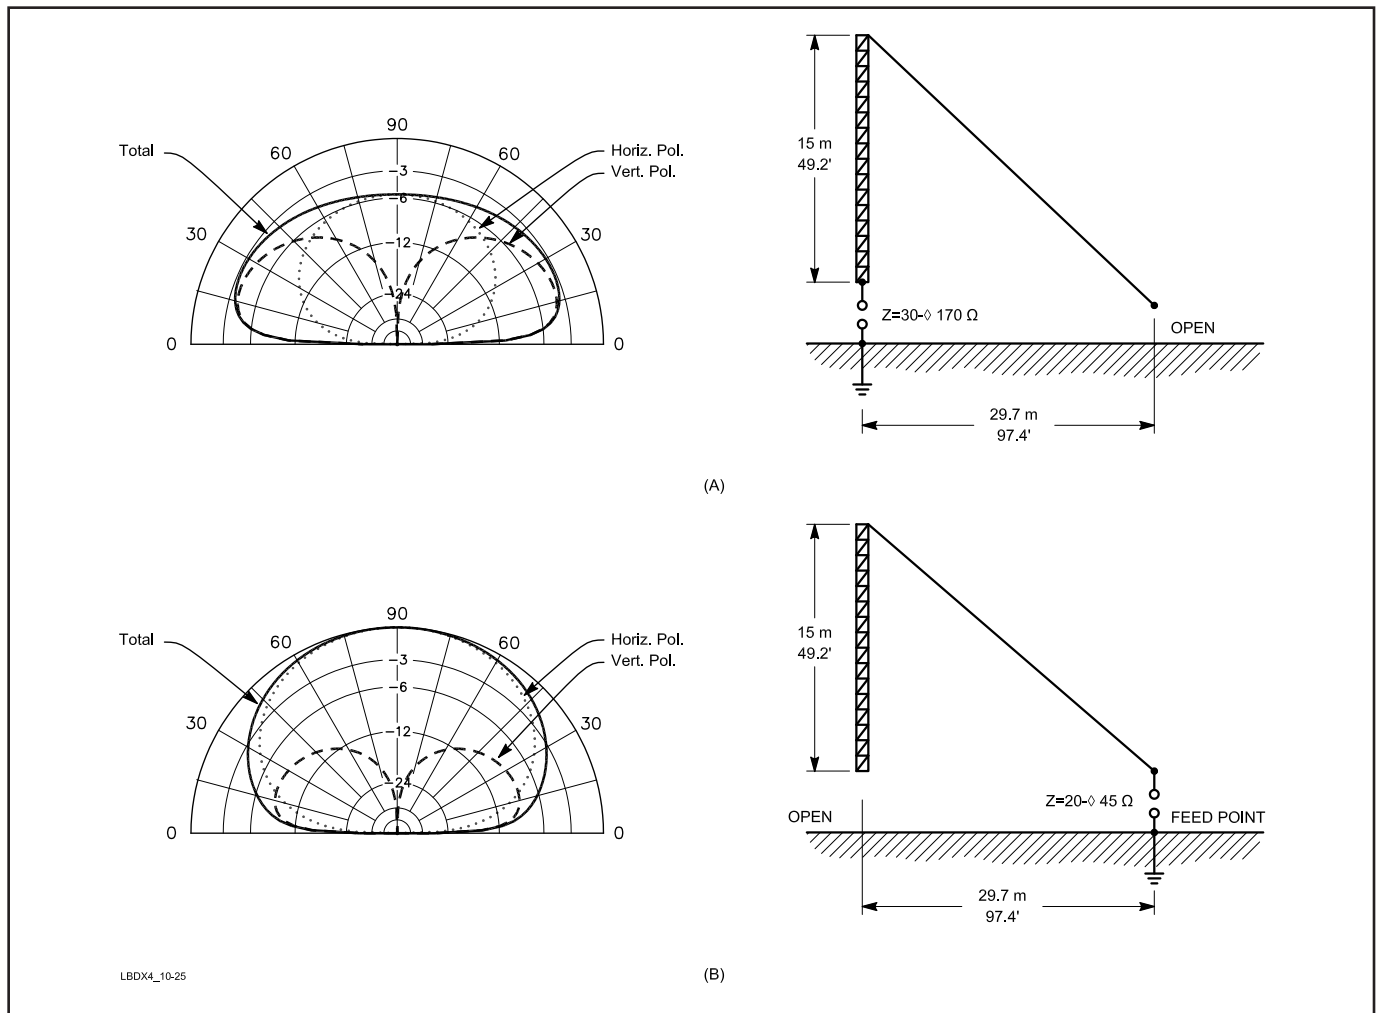 90
60
60
30
30
0
0
-3
-6
-12
-24
Total
Horiz. Pol.
Vert. Pol.
15 m
49.2'
Z=30-◊ 170 Ω
OPEN
29.7 m
97.4'
(A)
90
60
60
30
30
0
0
-3
-6
-12
-24
Total
Horiz. Pol.
Vert. Pol.
15 m
49.2'
Z=20-◊ 45 Ω
OPEN
FEED POINT
29.7 m
97.4'
LBDX4_10-25
(B)